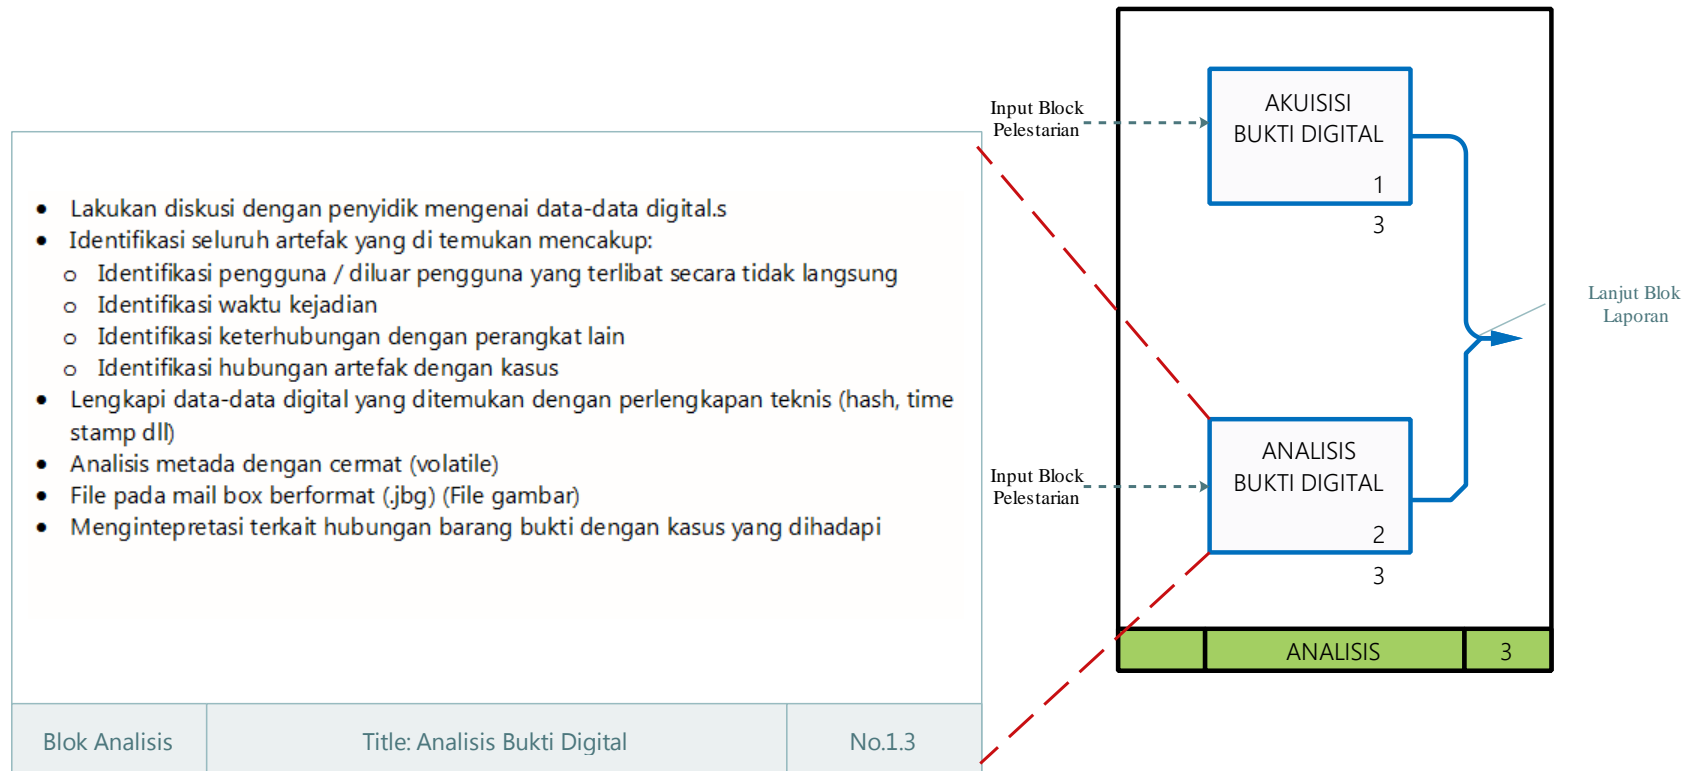 • Lakukan diskusi dengan penyidik mengenai data-data digital.s
• Identifikasi seluruh artefak yang di temukan mencakup:
o Identifikasi pengguna / diluar pengguna yang terlibat secara tidak langsung
o Identifikasi waktu kejadian
o Identifikasi keterhubungan dengan perangkat lain
o Identifikasi hubungan artefak dengan kasus
• Lengkapi data-data digital yang ditemukan dengan perlengkapan teknis (hash, time
stamp dll)
• Analisis metada dengan cermat (volatile)
• File pada mail box berformat (.jbg) (File gambar)
• Mengintepretasi terkait hubungan barang bukti dengan kasus yang dihadapi
Blok Analisis
Title: Analisis Bukti Digital
No.1.3
Input Block
Pelestarian
AKUISISI
BUKTI DIGITAL
1
3
Lanjut Blok
Laporan
Input Block
Pelestarian
ANALISIS
BUKTI DIGITAL
2
3
ANALISIS
3